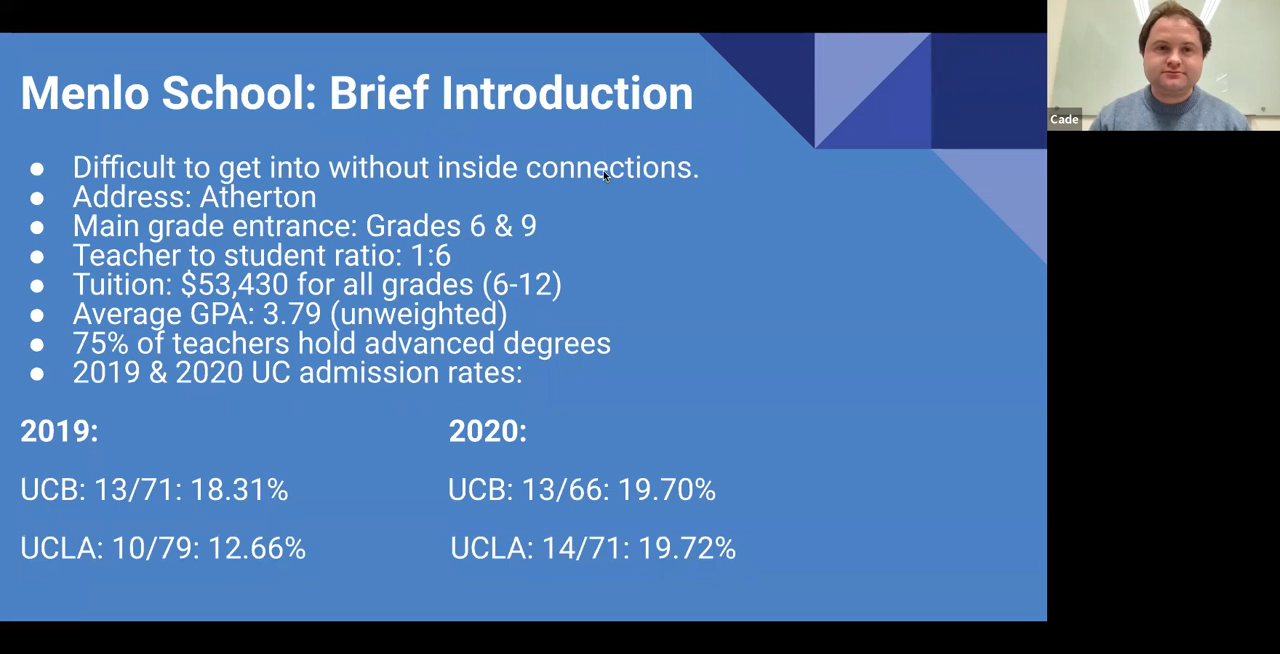 Menlo School: Brief Introduction
● Difficult to get into without inside connections.
● Address: Atherton
● Main grade entrance: Grades 6 & 9
● Teacher to student ratio: 1:6
● Tuition: $53,430 for all grades (6-12)
● Average GPA: 3.79 (unweighted)
● 75% of teachers hold advanced degrees
● 2019 & 2020 UC admission rates:
2019: 2020:
UCB: 13/71: 18.31% UCB: 13/66: 19.70%
UCLA: 10/79: 12.66% UCLA: 14/71: 19.72%
Cade